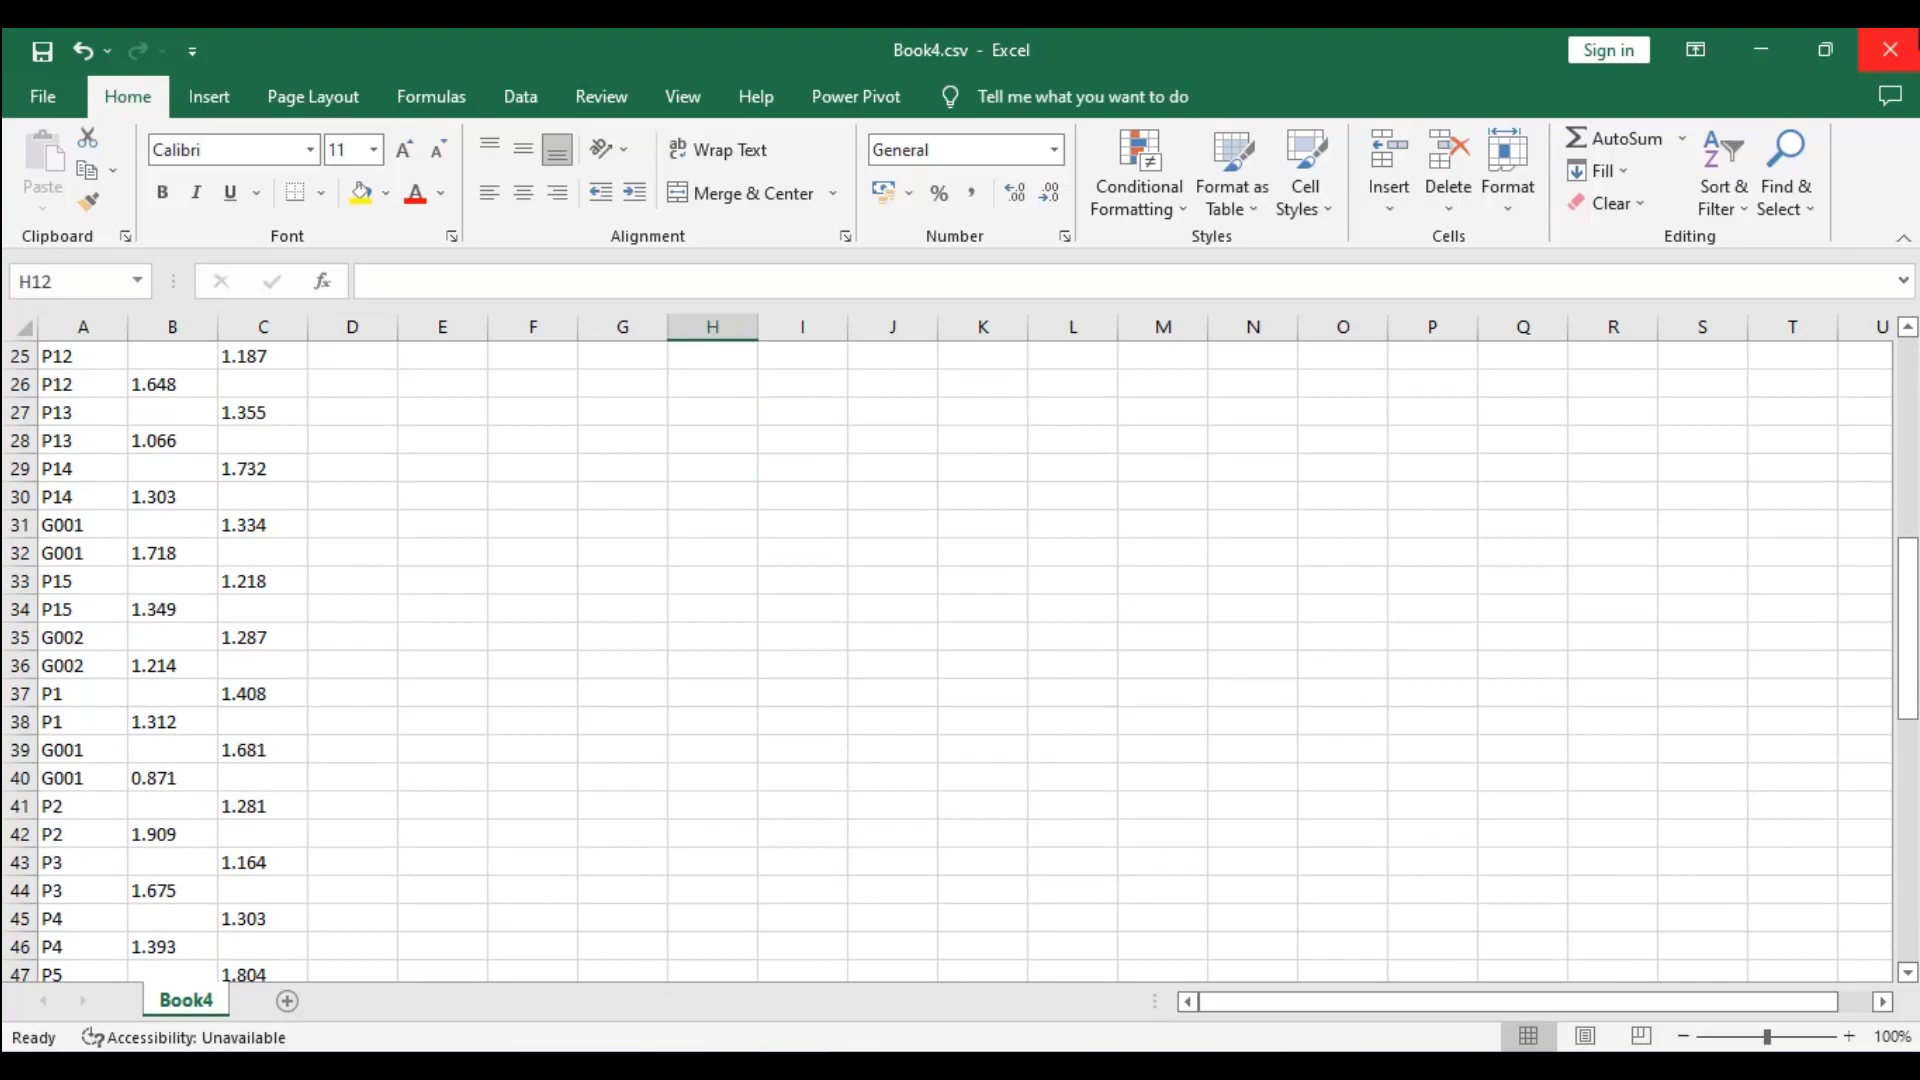 Book4.csv - Excel
Sign in
File Home Insert Page Layout Formulas Data Review View Help Power Pivot Tell me what you want to do
Paste
Clipboard
Calibri 11
B I U
Font
Wrap Text
Merge & Center
Alignment
General
Number
Conditional Formatting
Format as Table
Cell Styles
Styles
Insert
Delete
Format
Cells
AutoSum
Fill
Clear
Sort & Filter
Find & Select
Editing
H12 fx
A B C D E F G H I J K L M N O P Q R S T U
25 P12 1.187
26 P12 1.648
27 P13 1.355
28 P13 1.066
29 P14 1.732
30 P14 1.303
31 G001 1.334
32 G001 1.718
33 P15 1.218
34 P15 1.349
35 G002 1.287
36 G002 1.214
37 P1 1.408
38 P1 1.312
39 G001 1.681
40 G001 0.871
41 P2 1.281
42 P2 1.909
43 P3 1.164
44 P3 1.675
45 P4 1.303
46 P4 1.393
47 P5 1.804
Book4
Ready Accessibility: Unavailable 100%